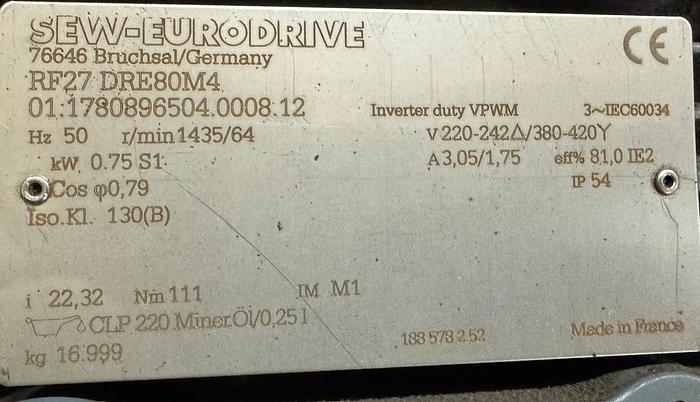 SEW-EURODRIVE
CE
76646 Bruchsal/Germany
RF27 DRE80M4
01.1780896504.0008.12 Inverter duty VPWM 3~IEC60034
Hz 50 r/min 1435/64 V 220-242△/380-420Y
kW 0.75 S1 A 3,05/1,75 eff% 81,0 IE2
Cos φ0,79 IP 54
Iso.Kl. 130(B)
i 22,32 Nm 111 IM M1
CLP 220 Miner.Öl/0,25 l
188 578 2.52 Made in France
kg 16.999